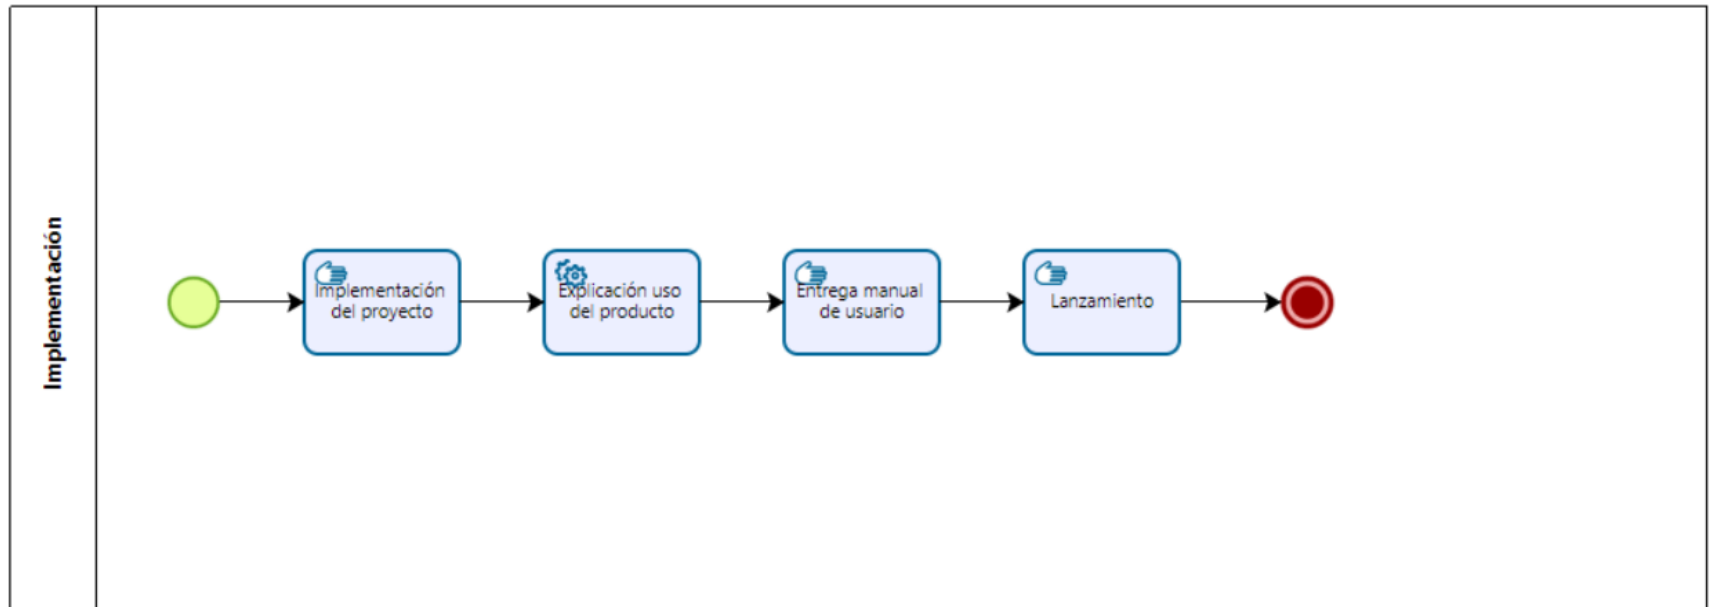 Implementación
Implementación
del proyecto
Explicación uso
del producto
Entrega manual
de usuario
Lanzamiento